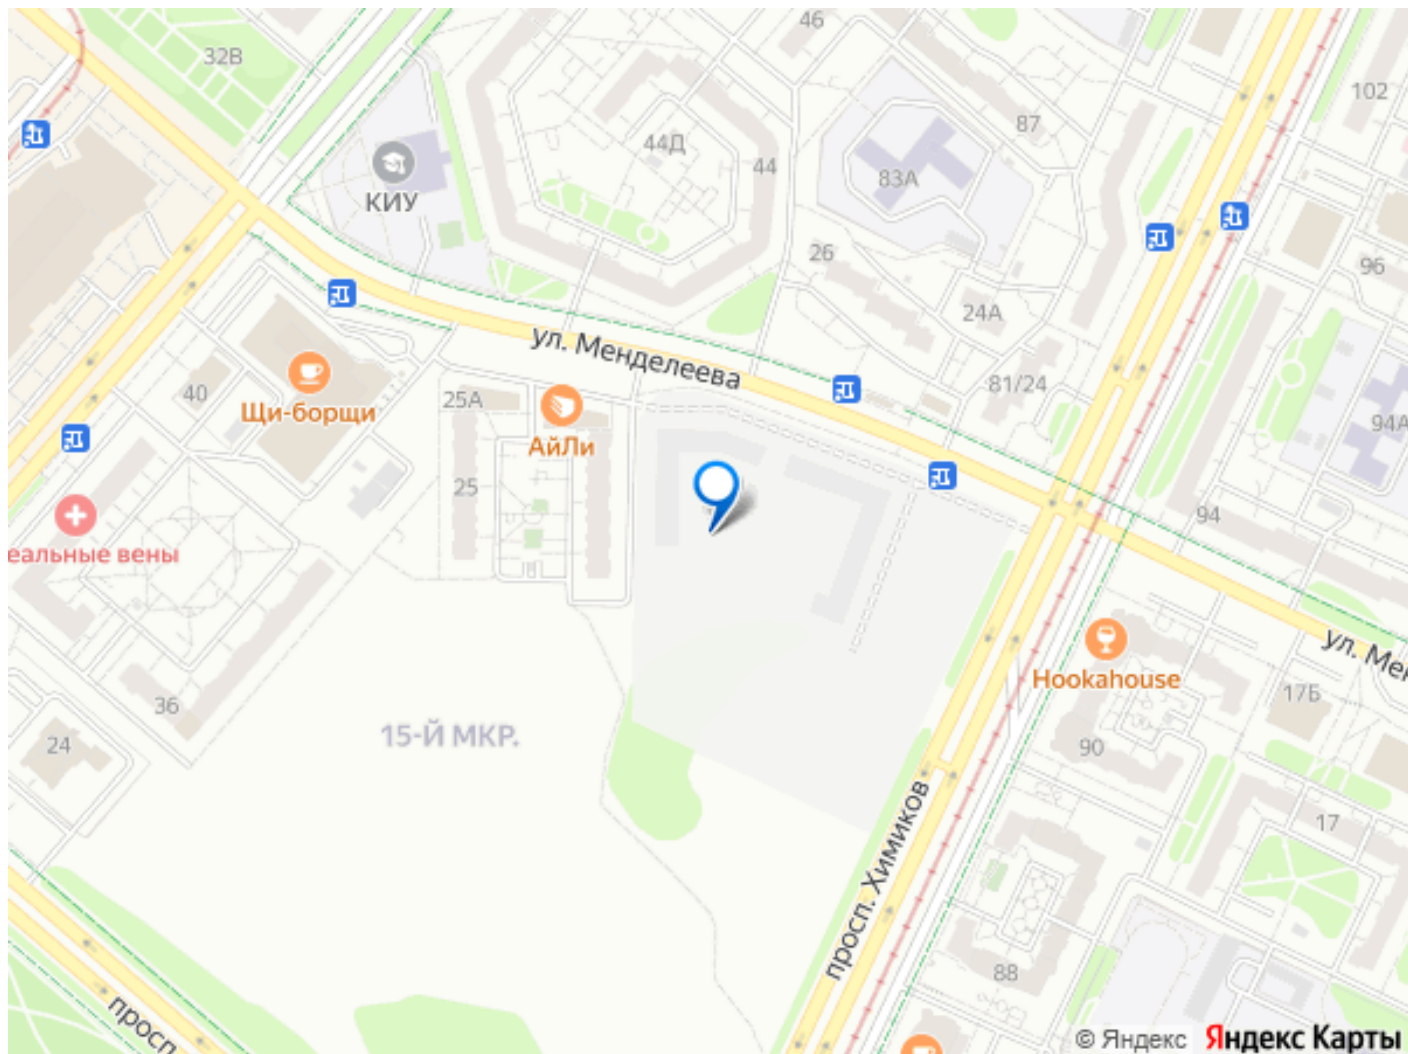 46
32В
102
87
44Д
44
83А
КИУ
26
96
24А
ул. Менделеева
81/24
40
25А
Щи-борщи
94А
АйЛи
25
94
еальные вены
ул. Мен
Hookahouse
17Б
36
15-Й МКР.
24
90
просп. Химиков
17
88
просп.
© Яндекс Яндекс Карты